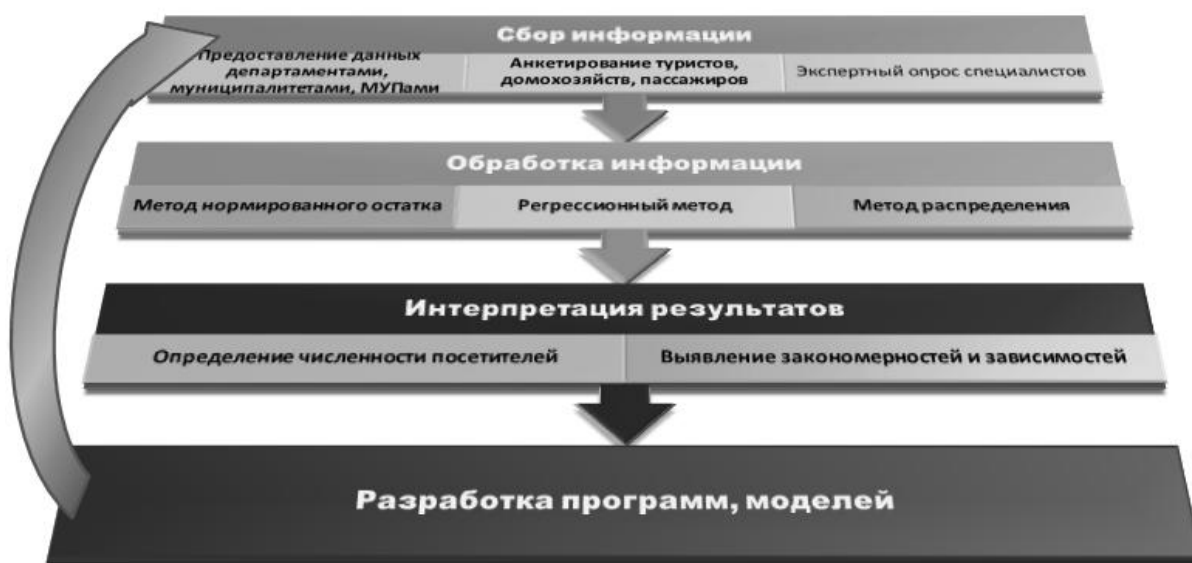 Сбор информации
Предоставление данных
департаментами,
муниципалитетами, МУПами
Анкетирование туристов,
домохозяйств, пассажиров
Экспертный опрос специалистов
Обработка информации
Метод нормированного остатка
Регрессионный метод
Метод распределения
Интерпретация результатов
Определение численности посетителей
Выявление закономерностей и зависимостей
Разработка программ, моделей